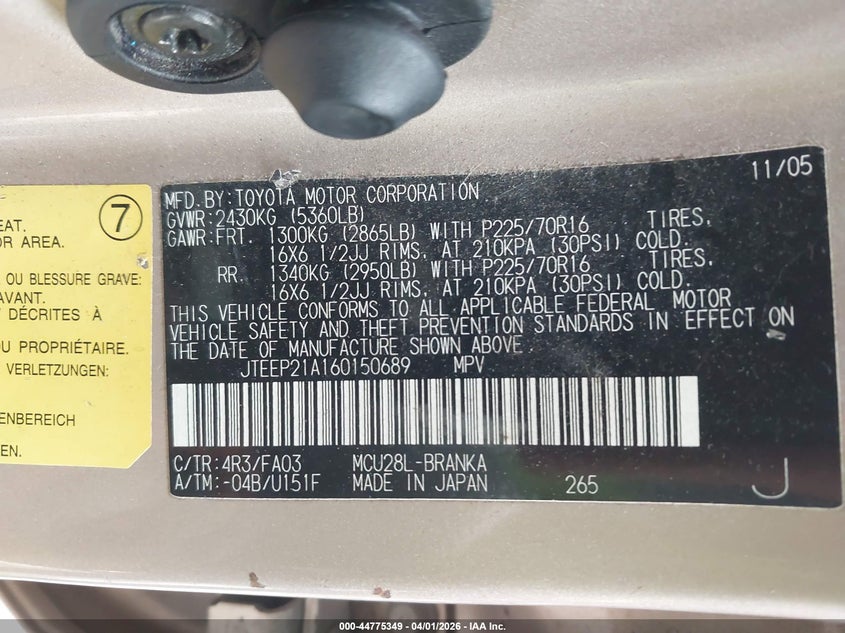 EAT.
OR AREA.
7
OU BLESSURE GRAVE:
AVANT.
T DÉCRITES À
DU PROPRIÉTAIRE.
VERLETZUNGEN:
ENBEREICH
EN.
11/05
MFD.BY:TOYOTA MOTOR CORPORATION
GVWR:2430KG (5360LB)
GAWR:FRT. 1300KG (2865LB) WITH P225/70R16 TIRES,
16X6 1/2JJ RIMS, AT 210KPA (30PSI) COLD.
RR. 1340KG (2950LB) WITH P225/70R16 TIRES,
16X6 1/2JJ RIMS, AT 210KPA (30PSI) COLD.
THIS VEHICLE CONFORMS TO ALL APPLICABLE FEDERAL MOTOR
VEHICLE SAFETY AND THEFT PREVENTION STANDARDS IN EFFECT ON
THE DATE OF MANUFACTURE SHOWN ABOVE.
JTEEP21A160150689 MPV
C/TR:4R3/FA03 MCU28L-BRANKA
A/TM:-04B/U151F MADE IN JAPAN 265 J
000-44775349 - 04/01/2026 - IAA Inc.